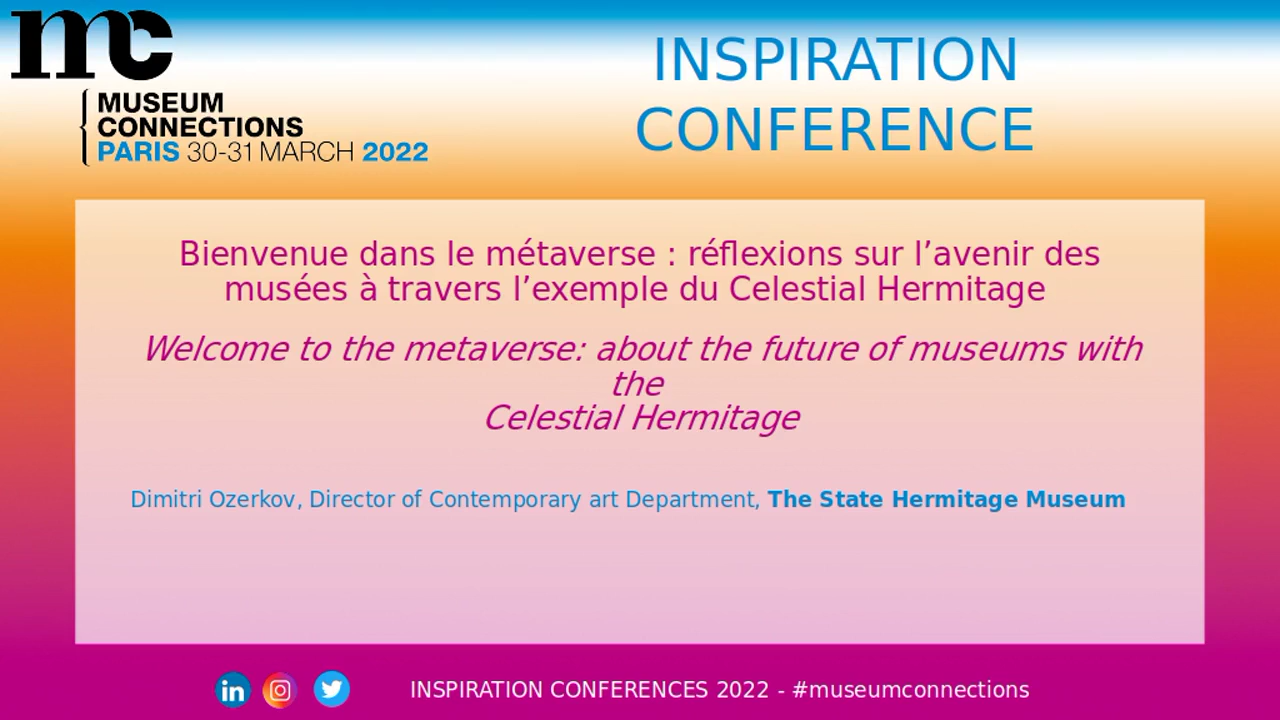 mc
MUSEUM
CONNECTIONS
PARIS 30-31 MARCH 2022
INSPIRATION
CONFERENCE
Bienvenue dans le métaverse : réflexions sur l’avenir des
musées à travers l’exemple du Celestial Hermitage
Welcome to the metaverse: about the future of museums with
the
Celestial Hermitage
Dimitri Ozerkov, Director of Contemporary art Department, The State Hermitage Museum
in
INSPIRATION CONFERENCES 2022 - #museumconnections